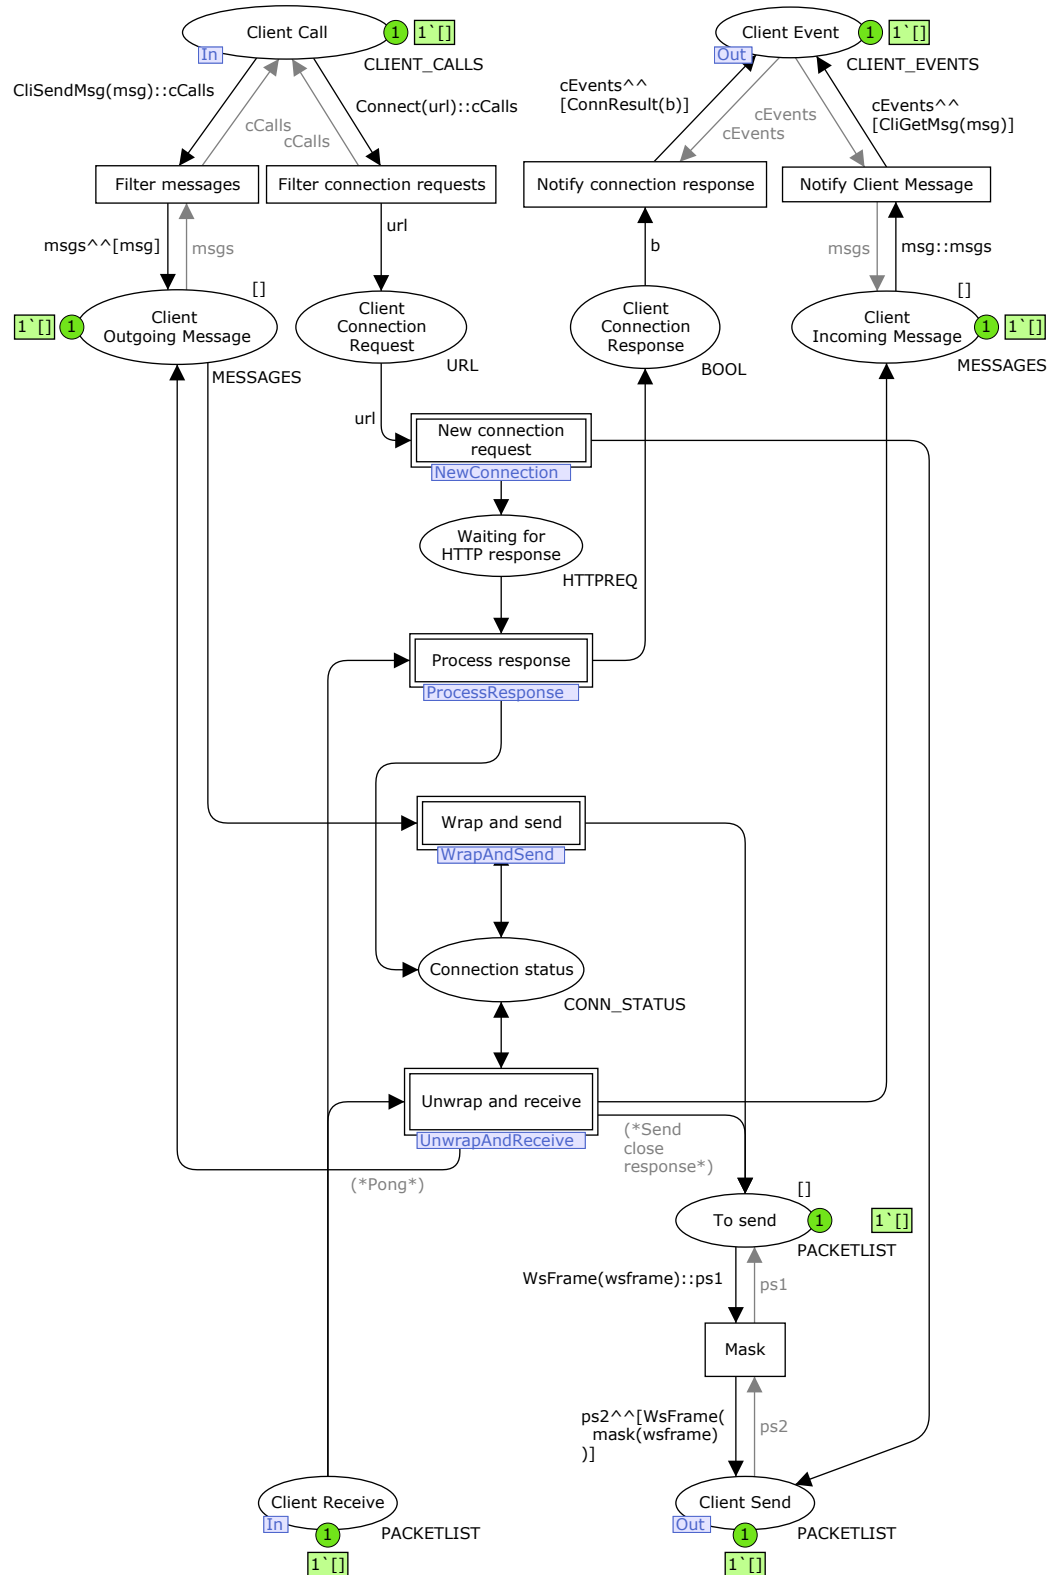 Client Call
1
1`[]
In
CLIENT_CALLS
Client Event
1
1`[]
Out
CLIENT_EVENTS
CliSendMsg(msg)::cCalls
cCalls
cCalls
Connect(url)::cCalls
cEvents^^
[ConnResult(b)]
cEvents
cEvents
cEvents^^
[CliGetMsg(msg)]
Filter messages
Filter connection requests
Notify connection response
Notify Client Message
msgs^^[msg]
msgs
url
b
msgs
msg::msgs
1`[]
1
[]
Client
Outgoing Message
MESSAGES
Client
Connection
Request
URL
Client
Connection
Response
BOOL
[]
Client
Incoming Message
1
1`[]
MESSAGES
url
New connection
request
NewConnection
Waiting for
HTTP response
HTTPREQ
Process response
ProcessResponse
Wrap and send
WrapAndSend
Connection status
CONN_STATUS
Unwrap and receive
UnwrapAndReceive
(*Send
close
response*)
(*Pong*)
[]
To send
1
1`[]
PACKETLIST
WsFrame(wsframe)::ps1
ps1
Mask
ps2^^[WsFrame(
mask(wsframe)
)]
ps2
Client Receive
In
1
1`[]
PACKETLIST
Client Send
Out
1
1`[]
PACKETLIST